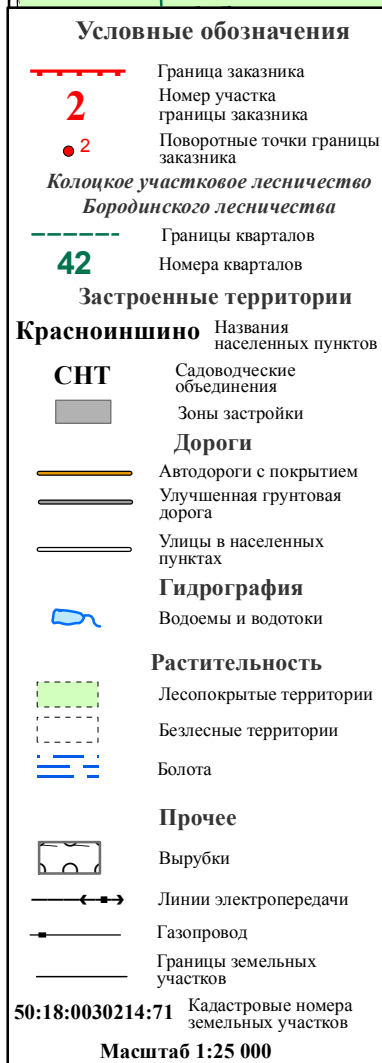 Условные обозначения
Граница заказника
2
Номер участка
границы заказника
2
Поворотные точки границы
заказника
Колоцкое участковое лесничество
Бородинского лесничества
Границы кварталов
42
Номера кварталов
Застроенные территории
Красноиншино
Названия
населенных пунктов
СНТ
Садоводческие
объединения
Зоны застройки
Дороги
Автодороги с покрытием
Улучшенная грунтовая
дорога
Улицы в населенных
пунктах
Гидрография
Водоемы и водотоки
Растительность
Лесопокрытые территории
Безлесные территории
Болота
Прочее
Вырубки
Линии электропередачи
Газопровод
Границы земельных
участков
50:18:0030214:71
Кадастровые номера
земельных участков
Масштаб 1:25 000